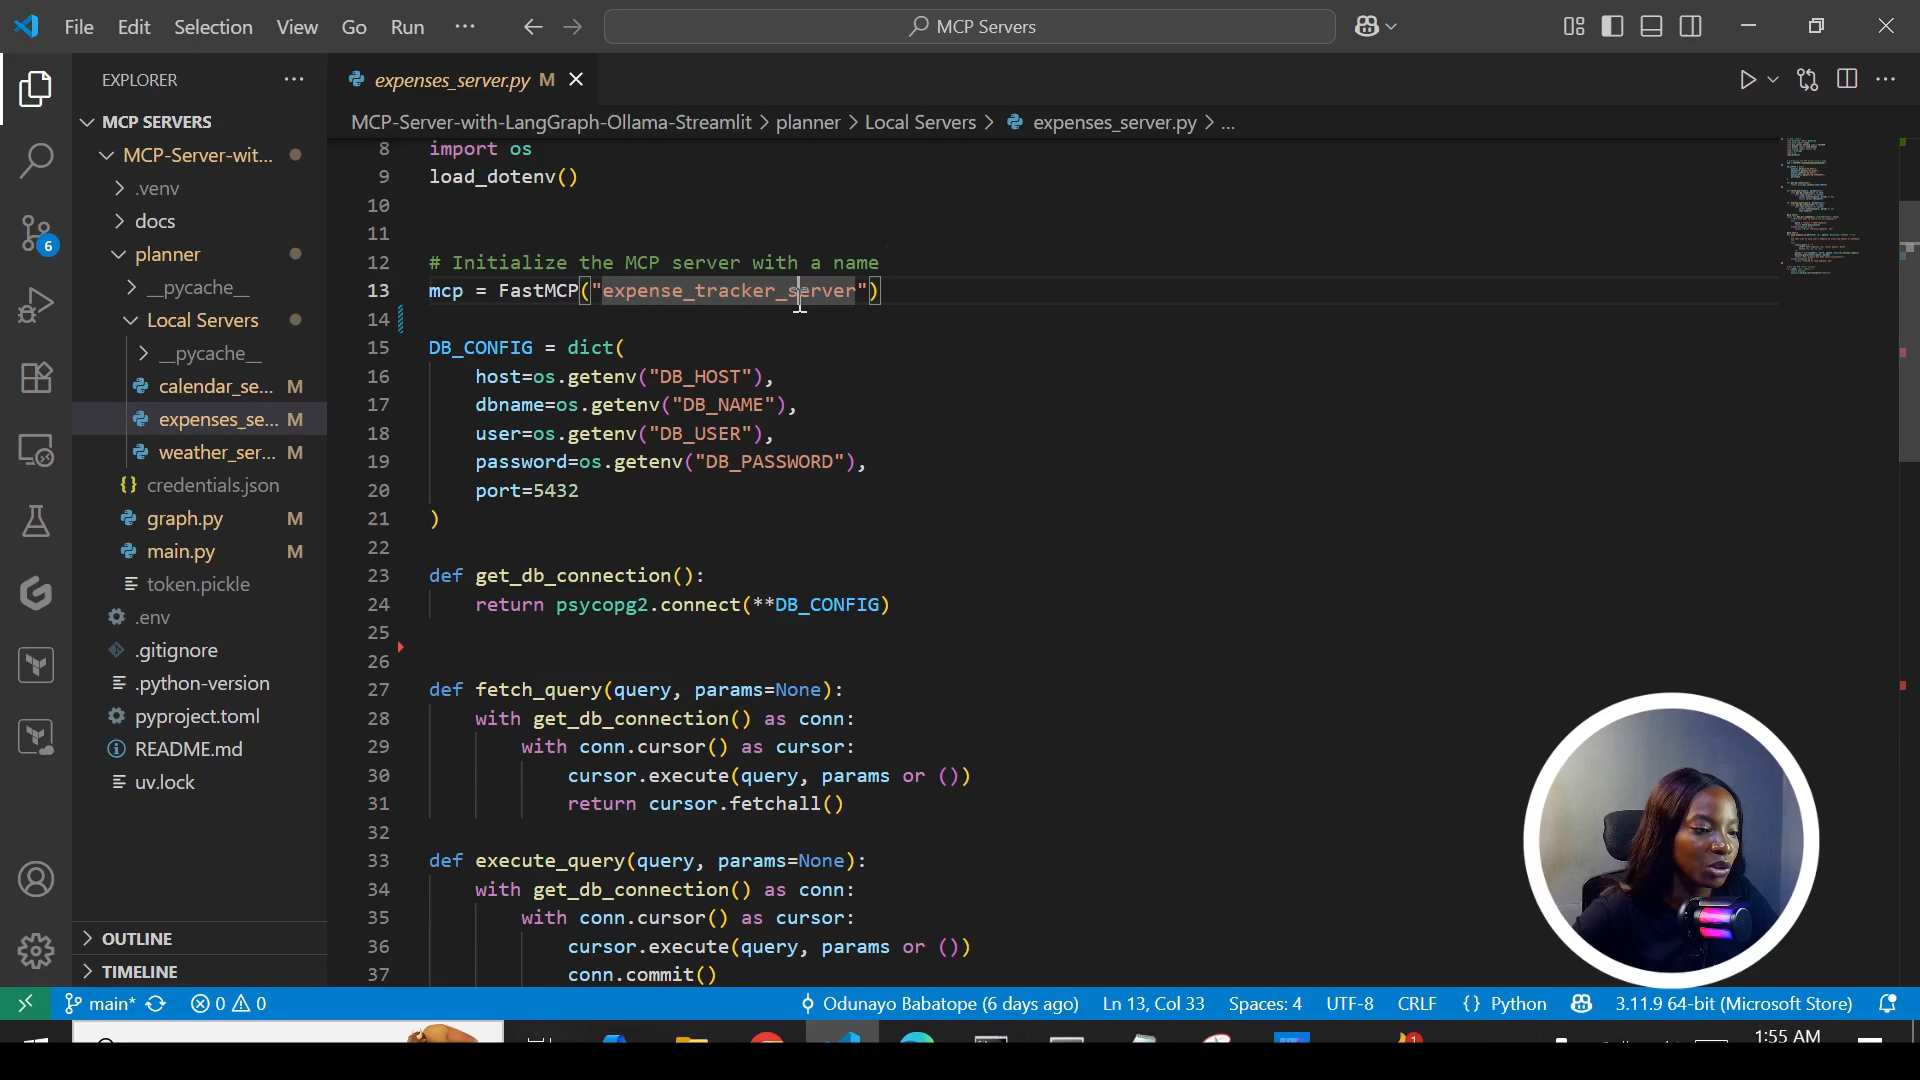 File Edit Selection View Go Run ··· MCP Servers
EXPLORER ···
expenses_server.py M
MCP SERVERS
MCP-Server-wit...
.venv
docs
planner
__pycache__
Local Servers
__pycache__
calendar_se... M
expenses_se... M
weather_ser... M
credentials.json
graph.py M
main.py M
token.pickle
.env
.gitignore
.python-version
pyproject.toml
README.md
uv.lock
OUTLINE
TIMELINE
6
MCP-Server-with-LangGraph-Ollama-Streamlit > planner > Local Servers > expenses_server.py > ...
8 import os
9 load_dotenv()
10
11
12 # Initialize the MCP server with a name
13 mcp = FastMCP("expense_tracker_server")
14
15 DB_CONFIG = dict(
16 host=os.getenv("DB_HOST"),
17 dbname=os.getenv("DB_NAME"),
18 user=os.getenv("DB_USER"),
19 password=os.getenv("DB_PASSWORD"),
20 port=5432
21 )
22
23 def get_db_connection():
24 return psycopg2.connect(**DB_CONFIG)
25
26
27 def fetch_query(query, params=None):
28 with get_db_connection() as conn:
29 with conn.cursor() as cursor:
30 cursor.execute(query, params or ())
31 return cursor.fetchall()
32
33 def execute_query(query, params=None):
34 with get_db_connection() as conn:
35 with conn.cursor() as cursor:
36 cursor.execute(query, params or ())
37 conn.commit()
main* 0 0 Odunayo Babatope (6 days ago) Ln 13, Col 33 Spaces: 4 UTF-8 CRLF {} Python 3.11.9 64-bit (Microsoft Store)
1:55 AM